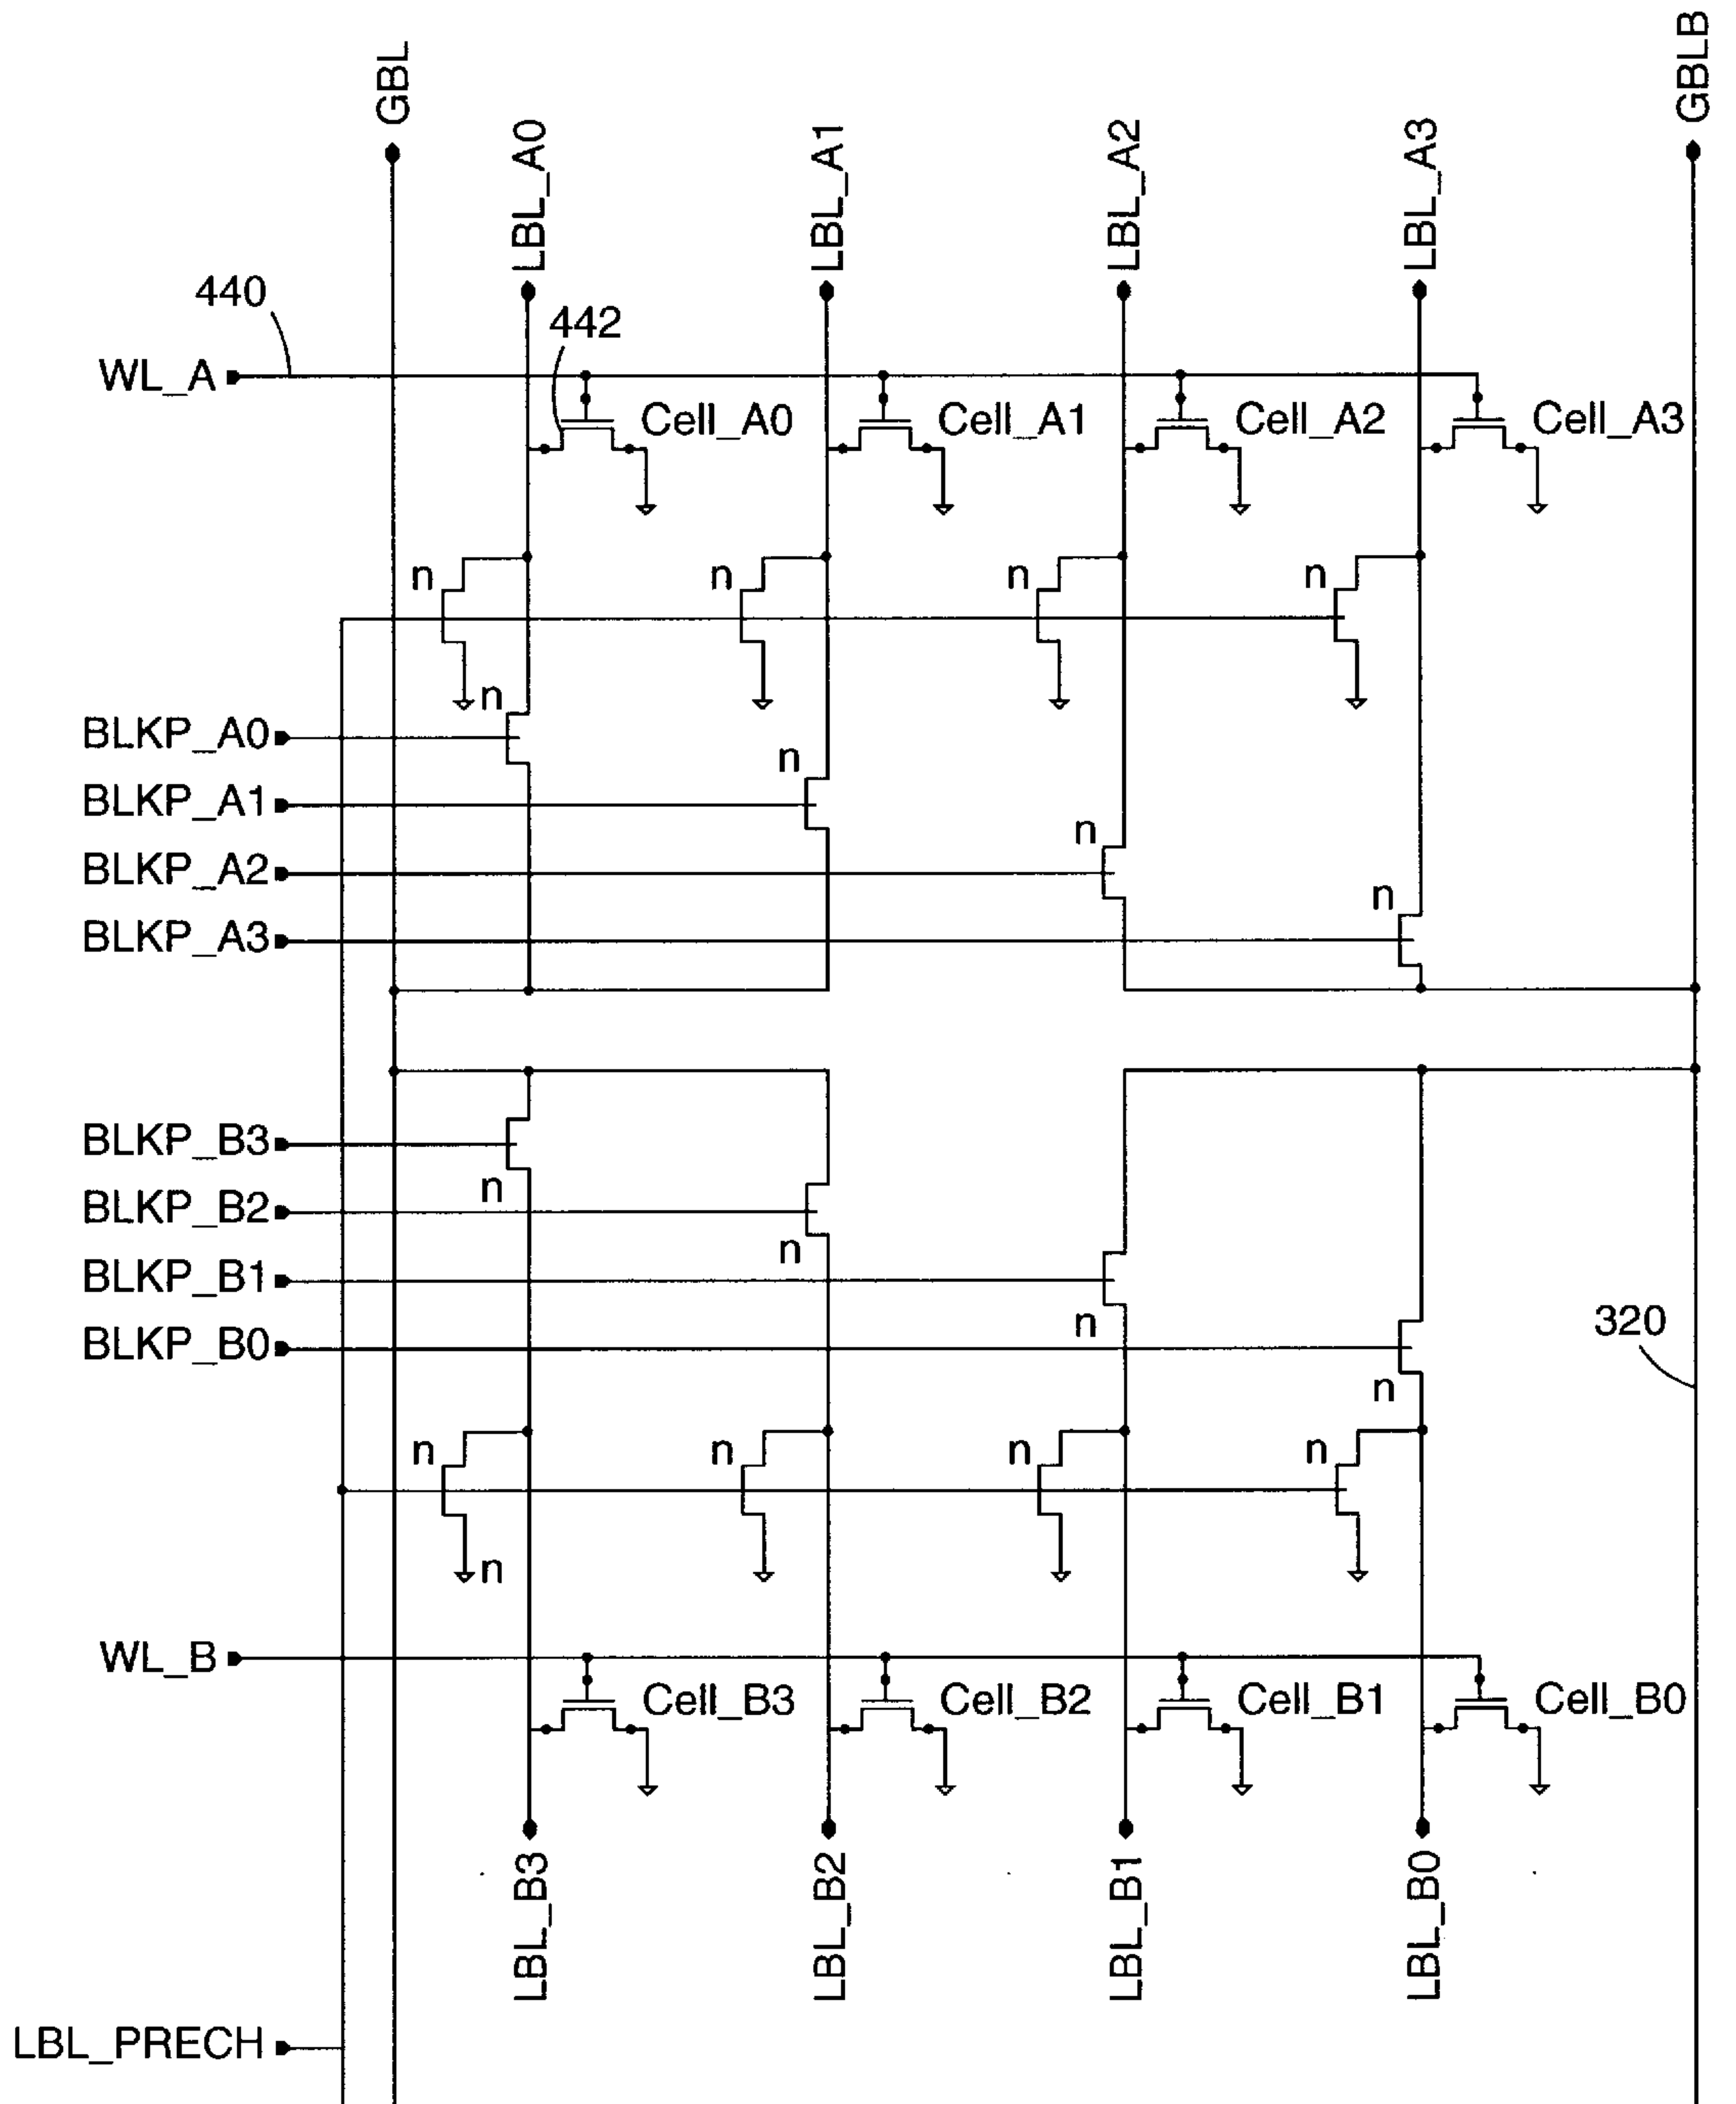 GBL
GBLB
LBL_A0
LBL_A1
LBL_A2
LBL_A3
440
442
WL_A
Cell_A0
Cell_A1
Cell_A2
Cell_A3
n
n
n
n
n
BLKP_A0
n
BLKP_A1
n
BLKP_A2
n
BLKP_A3
BLKP_B3
n
BLKP_B2
n
BLKP_B1
n
320
BLKP_B0
n
n
n
n
n
n
WL_B
Cell_B3
Cell_B2
Cell_B1
Cell_B0
LBL_B3
LBL_B2
LBL_B1
LBL_B0
LBL_PRECH